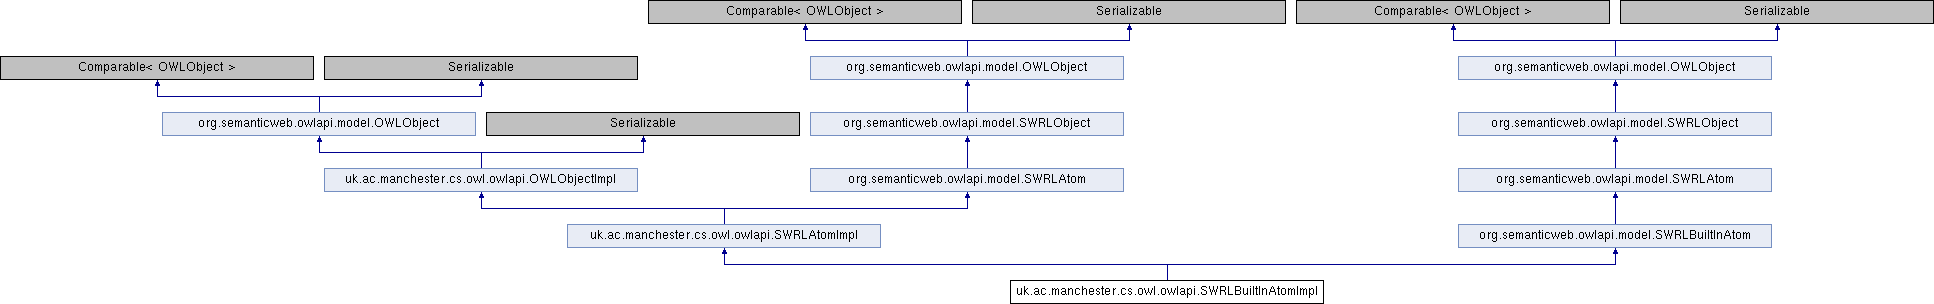 Comparable< OWLObject >
Serializable
Comparable< OWLObject >
Serializable
Comparable< OWLObject >
Serializable
org.semanticweb.owlapi.model.OWLObject
org.semanticweb.owlapi.model.OWLObject
org.semanticweb.owlapi.model.OWLObject
Serializable
org.semanticweb.owlapi.model.SWRLObject
org.semanticweb.owlapi.model.SWRLObject
uk.ac.manchester.cs.owl.owlapi.OWLObjectImpl
org.semanticweb.owlapi.model.SWRLAtom
org.semanticweb.owlapi.model.SWRLAtom
uk.ac.manchester.cs.owl.owlapi.SWRLAtomImpl
org.semanticweb.owlapi.model.SWRLBuiltInAtom
uk.ac.manchester.cs.owl.owlapi.SWRLBuiltInAtomImpl